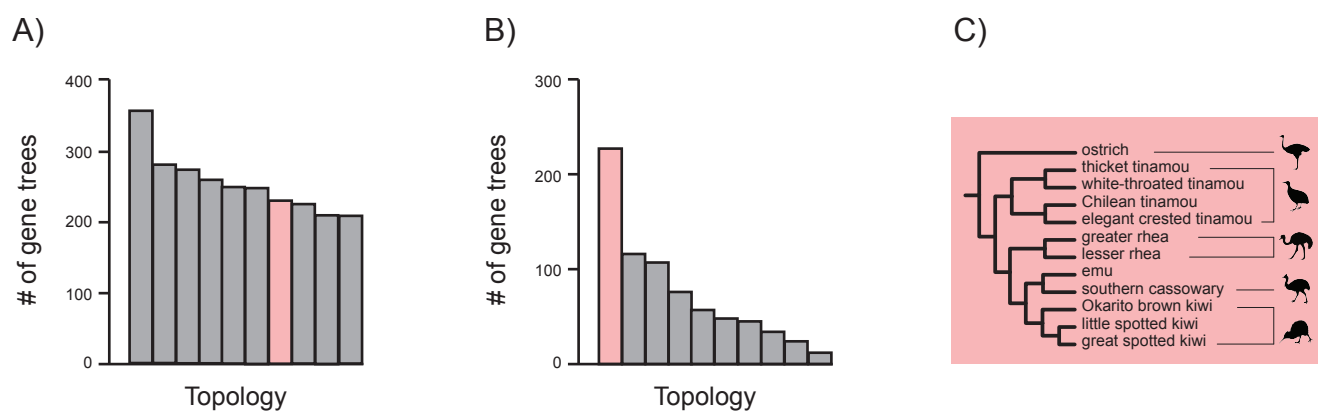 A)
400
300
200
100
0
# of gene trees
Topology
B)
300
200
100
0
# of gene trees
Topology
C)
ostrich
thicket tinamou
white-throated tinamou
Chilean tinamou
elegant crested tinamou
greater rhea
lesser rhea
emu
southern cassowary
Okarito brown kiwi
little spotted kiwi
great spotted kiwi